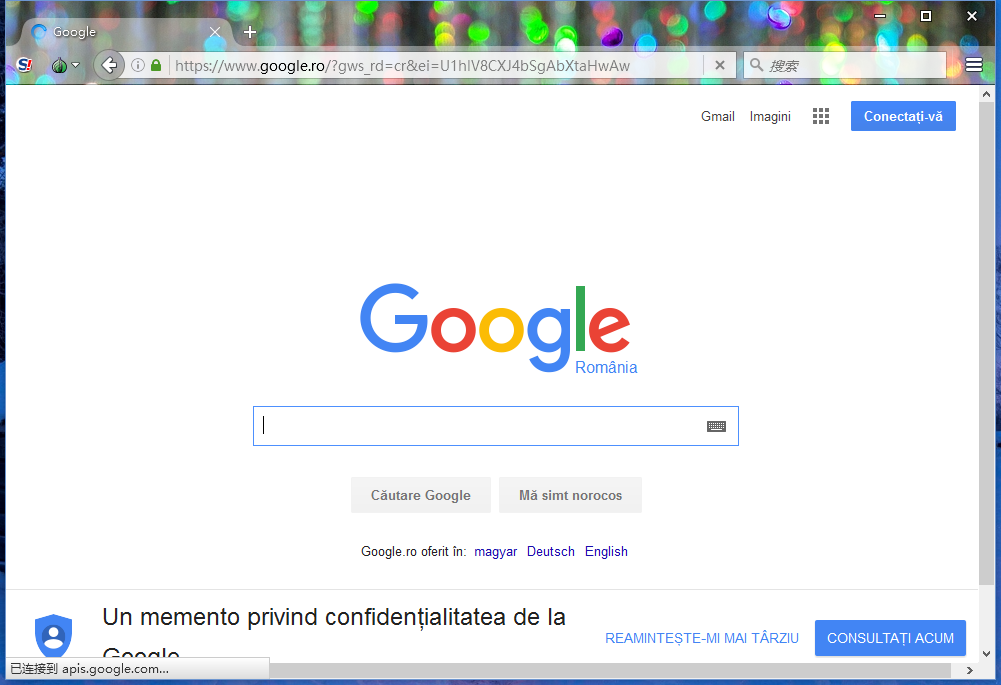 Google
S!
https://www.google.ro/?gws_rd=cr&ei=U1hlV8CXJ4bSgAbXtaHwAw
搜索
Gmail Imagini Conectați-vă
Google
România
Căutare Google Mă simt norocos
Google.ro oferit în: magyar Deutsch English
Un memento privind confidențialitatea de la
Google
REAMINTEȘTE-MI MAI TÂRZIU CONSULTAȚI ACUM
已连接到 apis.google.com...